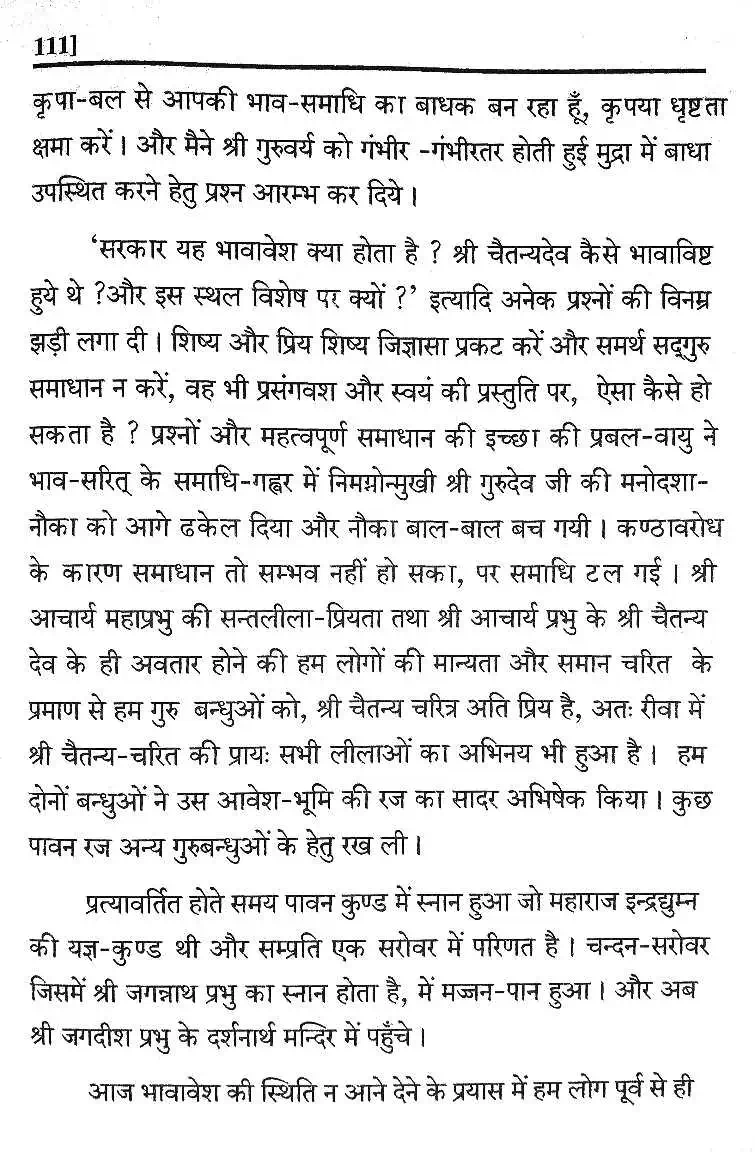 111]
कृपा-बल से आपकी भाव-समाधि का बाधक बन रहा हूँ, कृपया धृष्टता
क्षमा करें । और मैने श्री गुरुवर्य को गंभीर -गंभीरतर होती हुई मुद्रा में बाधा
उपस्थित करने हेतु प्रश्न आरम्भ कर दिये ।
‘सरकार यह भावावेश क्या होता है ? श्री चैतन्यदेव कैसे भावाविष्ट
हुये थे ?और इस स्थल विशेष पर क्यों ?’ इत्यादि अनेक प्रश्नों की विनम्र
झड़ी लगा दी । शिष्य और प्रिय शिष्य जिज्ञासा प्रकट करें और समर्थ सद्‌गुरु
समाधान न करें, वह भी प्रसंगवश और स्वयं की प्रस्तुति पर, ऐसा कैसे हो
सकता है ? प्रश्नों और महत्वपूर्ण समाधान की इच्छा की प्रबल-वायु ने
भाव-सरित् के समाधि-गह्वर में निमग्नोन्मुखी श्री गुरुदेव जी की मनोदशा-
नौका को आगे ढकेल दिया और नौका बाल-बाल बच गयी । कण्ठावरोध
के कारण समाधान तो सम्भव नहीं हो सका, पर समाधि टल गई । श्री
आचार्य महाप्रभु की सन्तलीला-प्रियता तथा श्री आचार्य प्रभु के श्री चैतन्य
देव के ही अवतार होने की हम लोगों की मान्यता और समान चरित के
प्रमाण से हम गुरु बन्धुओं को, श्री चैतन्य चरित्र अति प्रिय है, अतः रीवा में
श्री चैतन्य-चरित की प्रायः सभी लीलाओं का अभिनय भी हुआ है । हम
दोनों बन्धुओं ने उस आवेश-भूमि की रज का सादर अभिषेक किया । कुछ
पावन रज अन्य गुरुबन्धुओं के हेतु रख ली ।
प्रत्यावर्तित होते समय पावन कुण्ड में स्नान हुआ जो महाराज इन्द्रद्युम्न
की यज्ञ-कुण्ड थी और सम्प्रति एक सरोवर में परिणत है । चन्दन-सरोवर
जिसमें श्री जगन्नाथ प्रभु का स्नान होता है, में मज्जन-पान हुआ । और अब
श्री जगदीश प्रभु के दर्शनार्थ मन्दिर में पहुँचे ।
आज भावावेश की स्थिति न आने देने के प्रयास में हम लोग पूर्व से ही